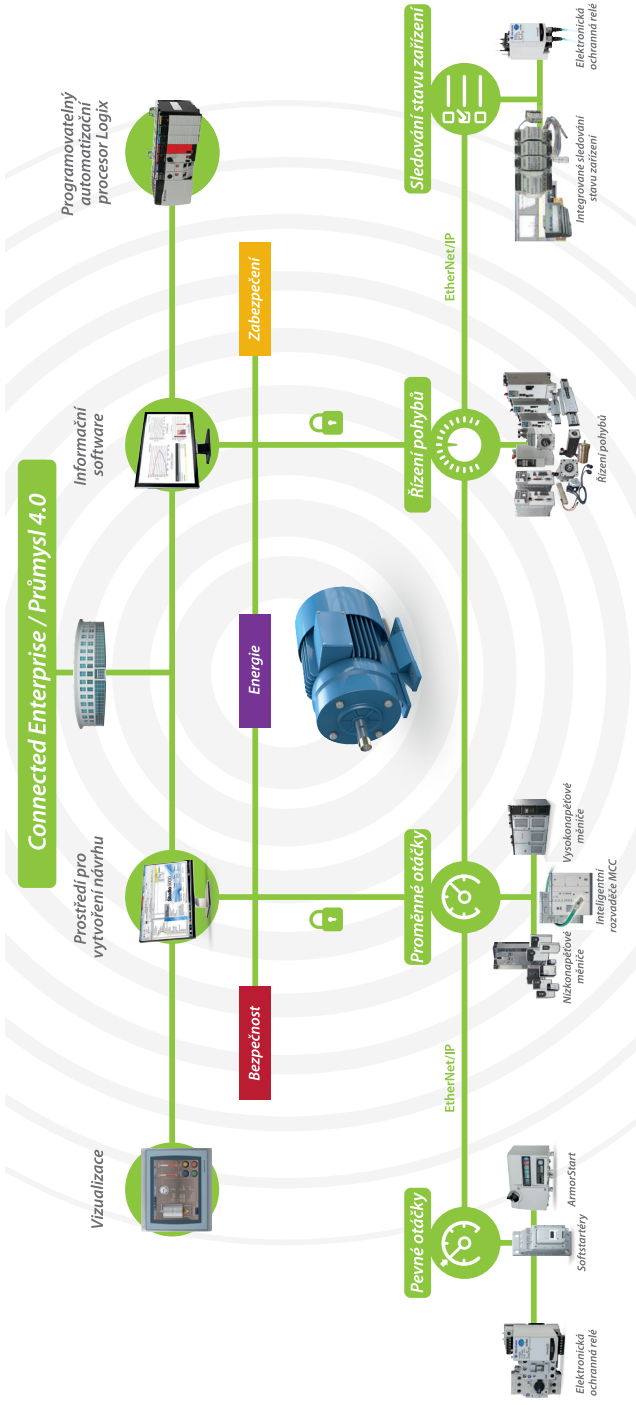 Connected Enterprise / Průmysl 4.0
Vizualizace
Prostředí pro
vytvoření návrhu
Informační
software
Programovatelný
automatizační
procesor Logix
Bezpečnost
Energie
Zabezpečení
Pevné otáčky
EtherNet/IP
Proměnné otáčky
Řízení pohybů
EtherNet/IP
Sledování stavu zařízení
Elektronická
ochranná relé
Softstartéry
ArmorStart
Nízkonapěťové
měniče
Inteligentní
rozvaděče MCC
Vysokonapěťové
měniče
Řízení pohybů
Integrované sledování
stavu zařízení
Elektronická
ochranná relé